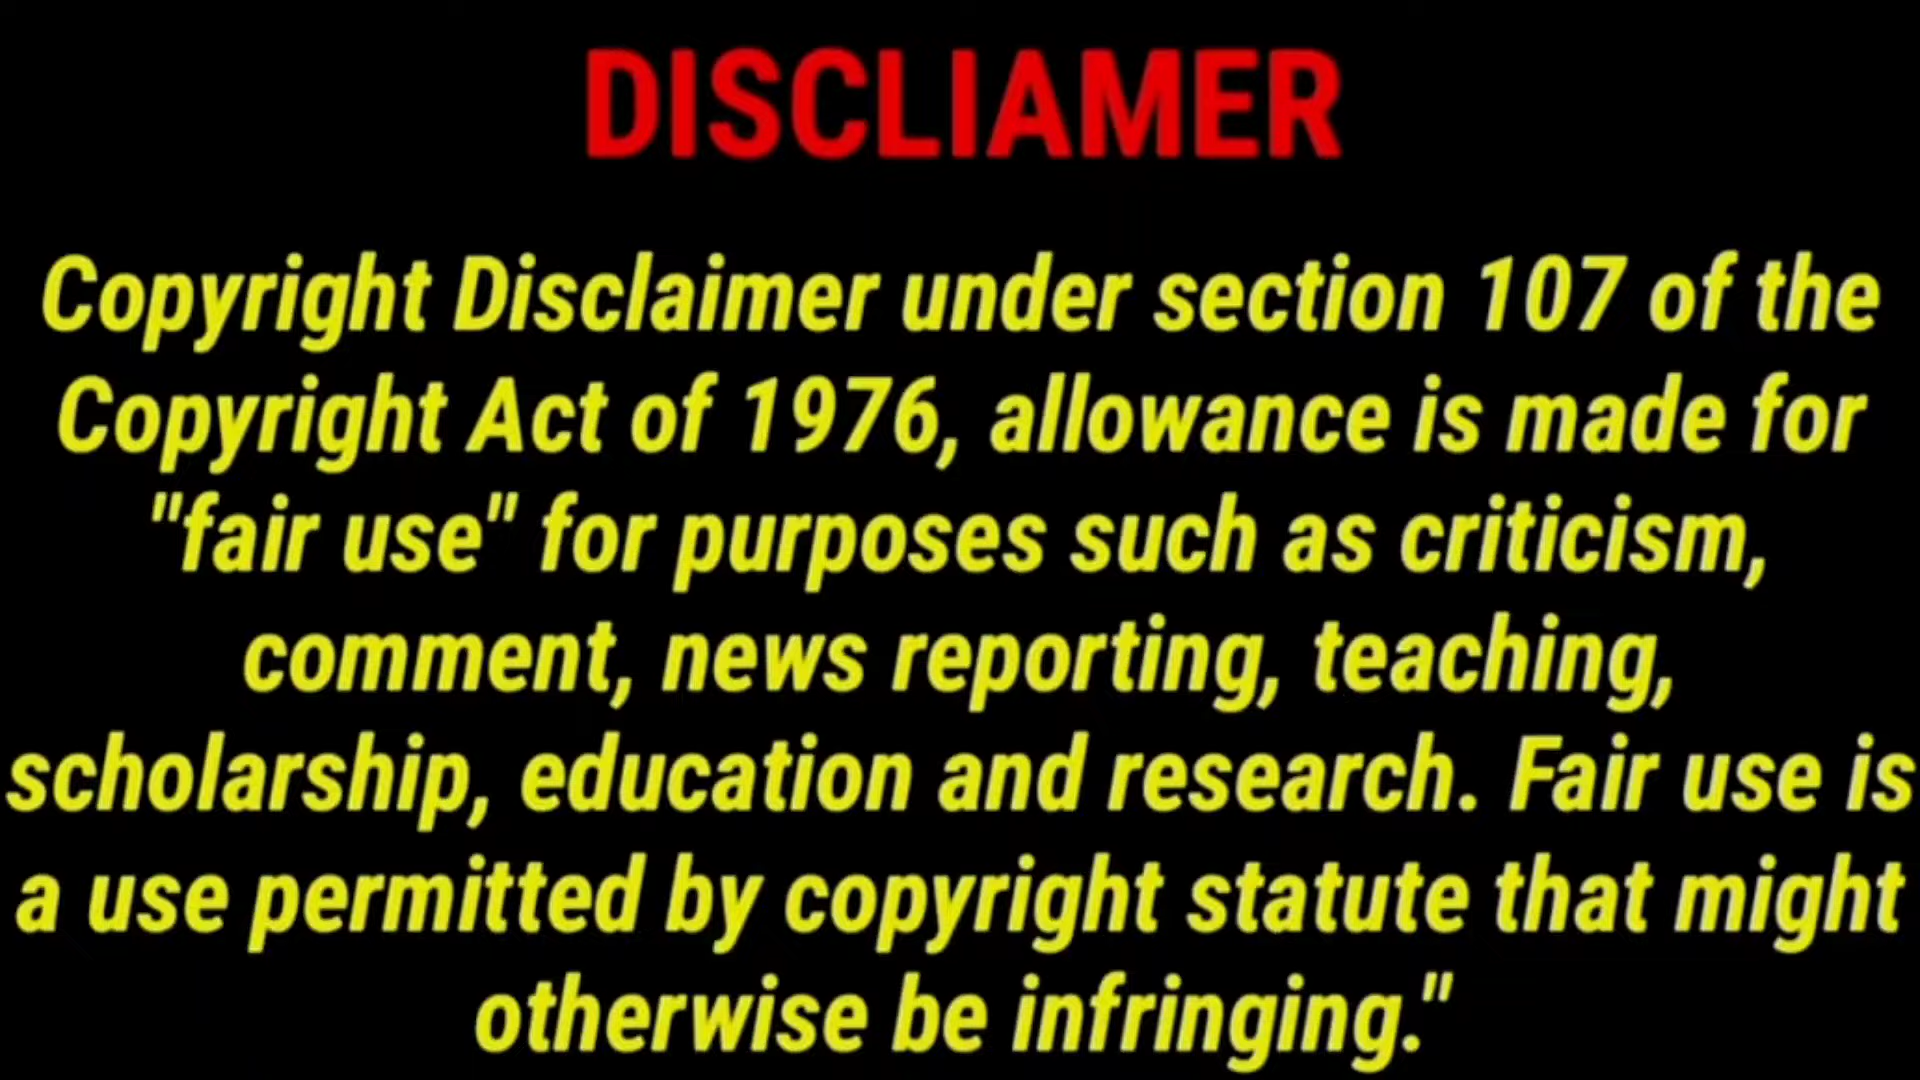 DISCLIAMER
Copyright Disclaimer under section 107 of the
Copyright Act of 1976, allowance is made for
"fair use" for purposes such as criticism,
comment, news reporting, teaching,
scholarship, education and research. Fair use is
a use permitted by copyright statute that might
otherwise be infringing."